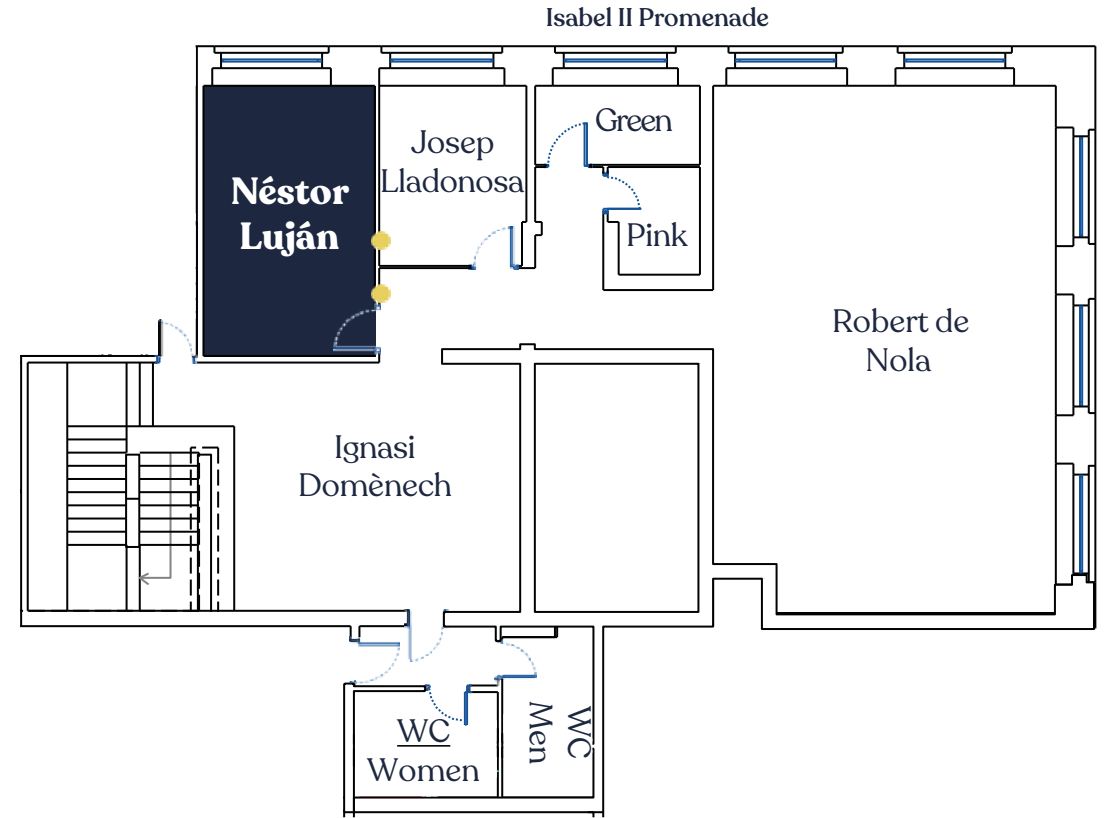 Isabel II Promenade
Néstor
Luján
Josep
Lladonosa
Green
Pink
Robert de
Nola
Ignasi
Domènech
WC
Women
WC
Men